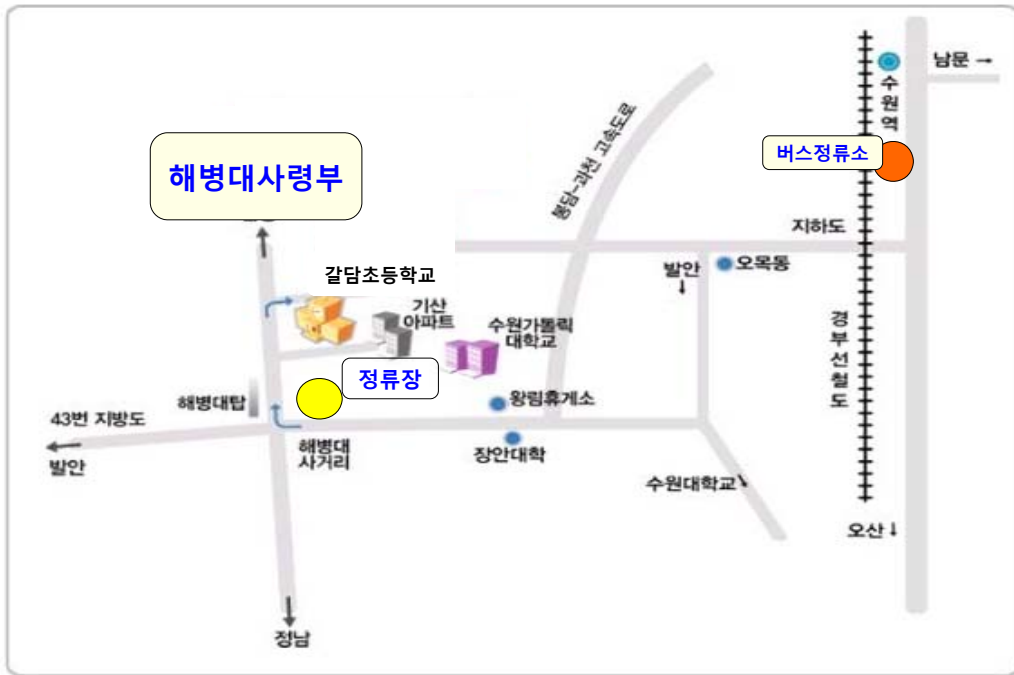 남문 →
수원역
버스정류소
봉담-과천 고속도로
해병대사령부
지하도
갈담초등학교
발안
↓
오목동
기산
아파트
수원가톨릭
대학교
경부선철도
정류장
해병대탑
왕림휴게소
43번 지방도
해병대
사거리
발안
장안대학
수원대학교
오산↓
정남